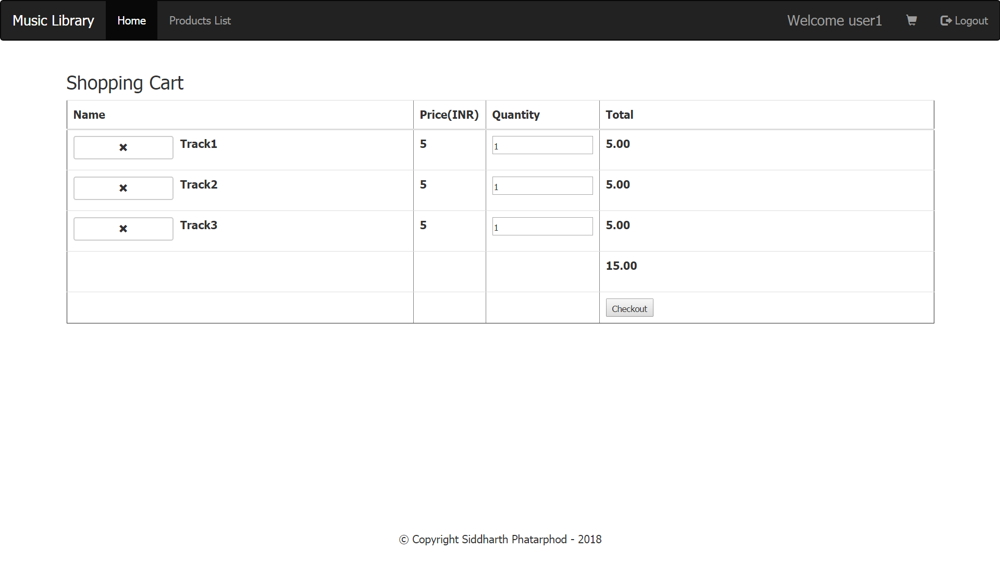 Music Library Home Products List Welcome user1 Logout
Shopping Cart
Name Price(INR) Quantity Total
Track1 5 1 5.00
Track2 5 1 5.00
Track3 5 1 5.00
15.00
Checkout
© Copyright Siddharth Phatarphod - 2018